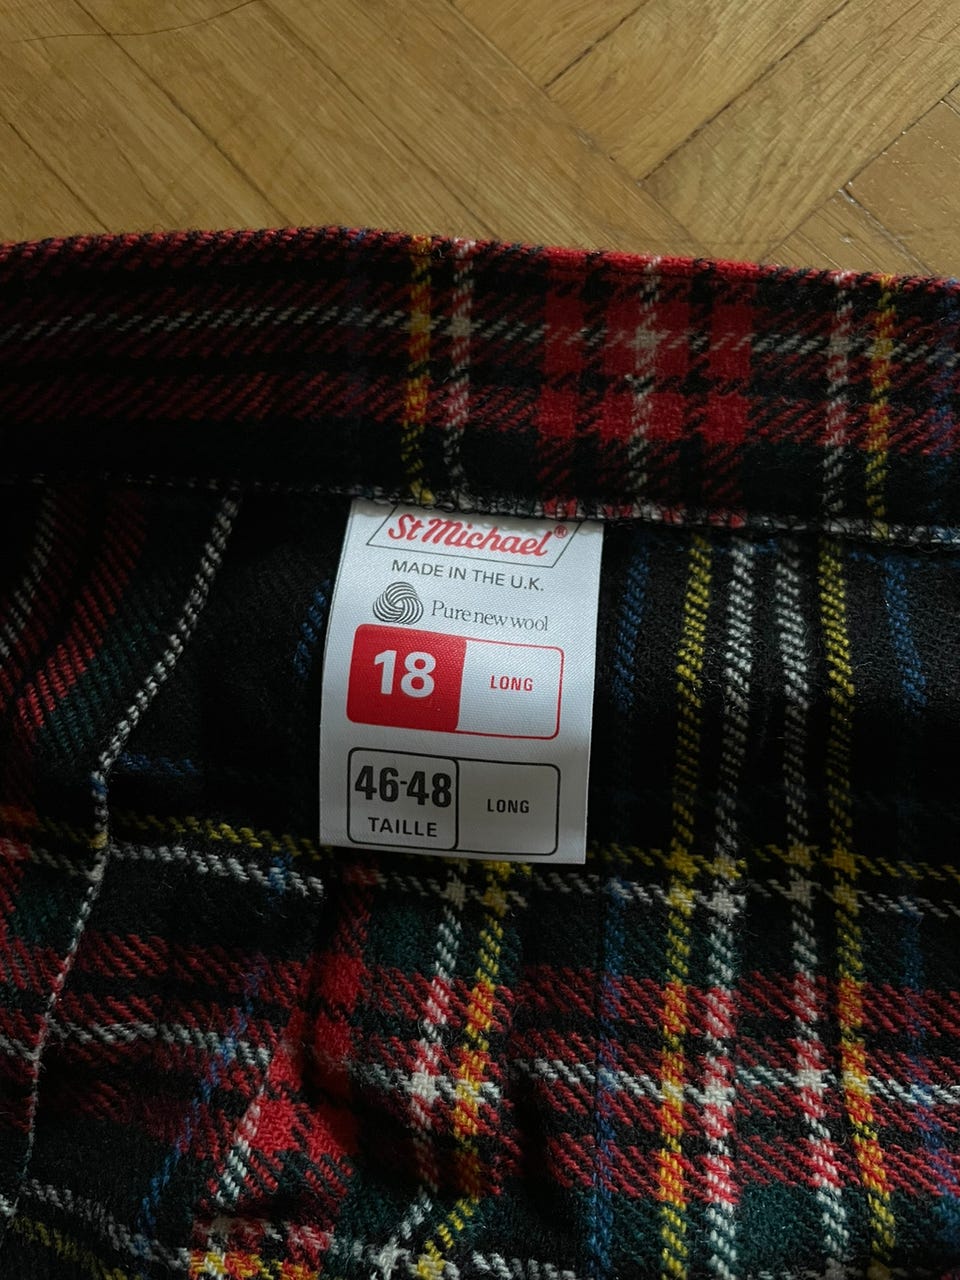 St Michael®
MADE IN THE U.K.
Pure new wool
18 LONG
46-48 LONG
TAILLE